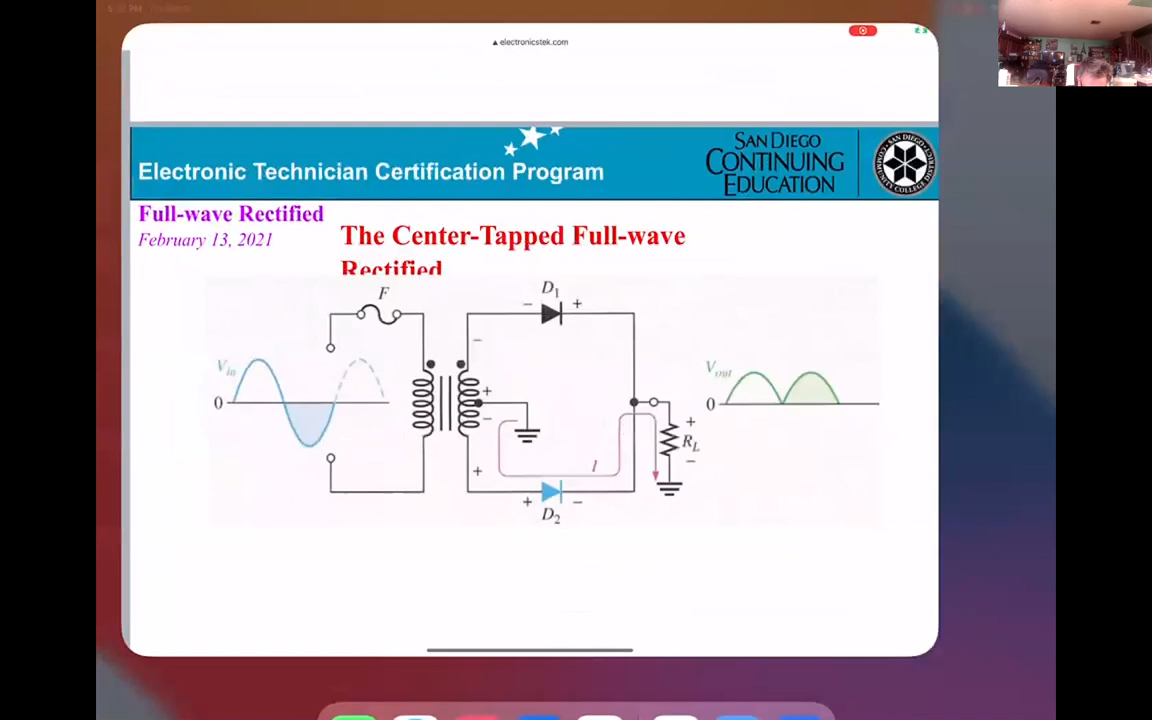 ▲ electronicstek.com
Electronic Technician Certification Program
SAN DIEGO
CONTINUING
EDUCATION
Full-wave Rectified
February 13, 2021
The Center-Tapped Full-wave
Rectified
F
D1
− +
Vin
0
−
+
−
+
I
+ −
D2
+
RL
−
Vout
0